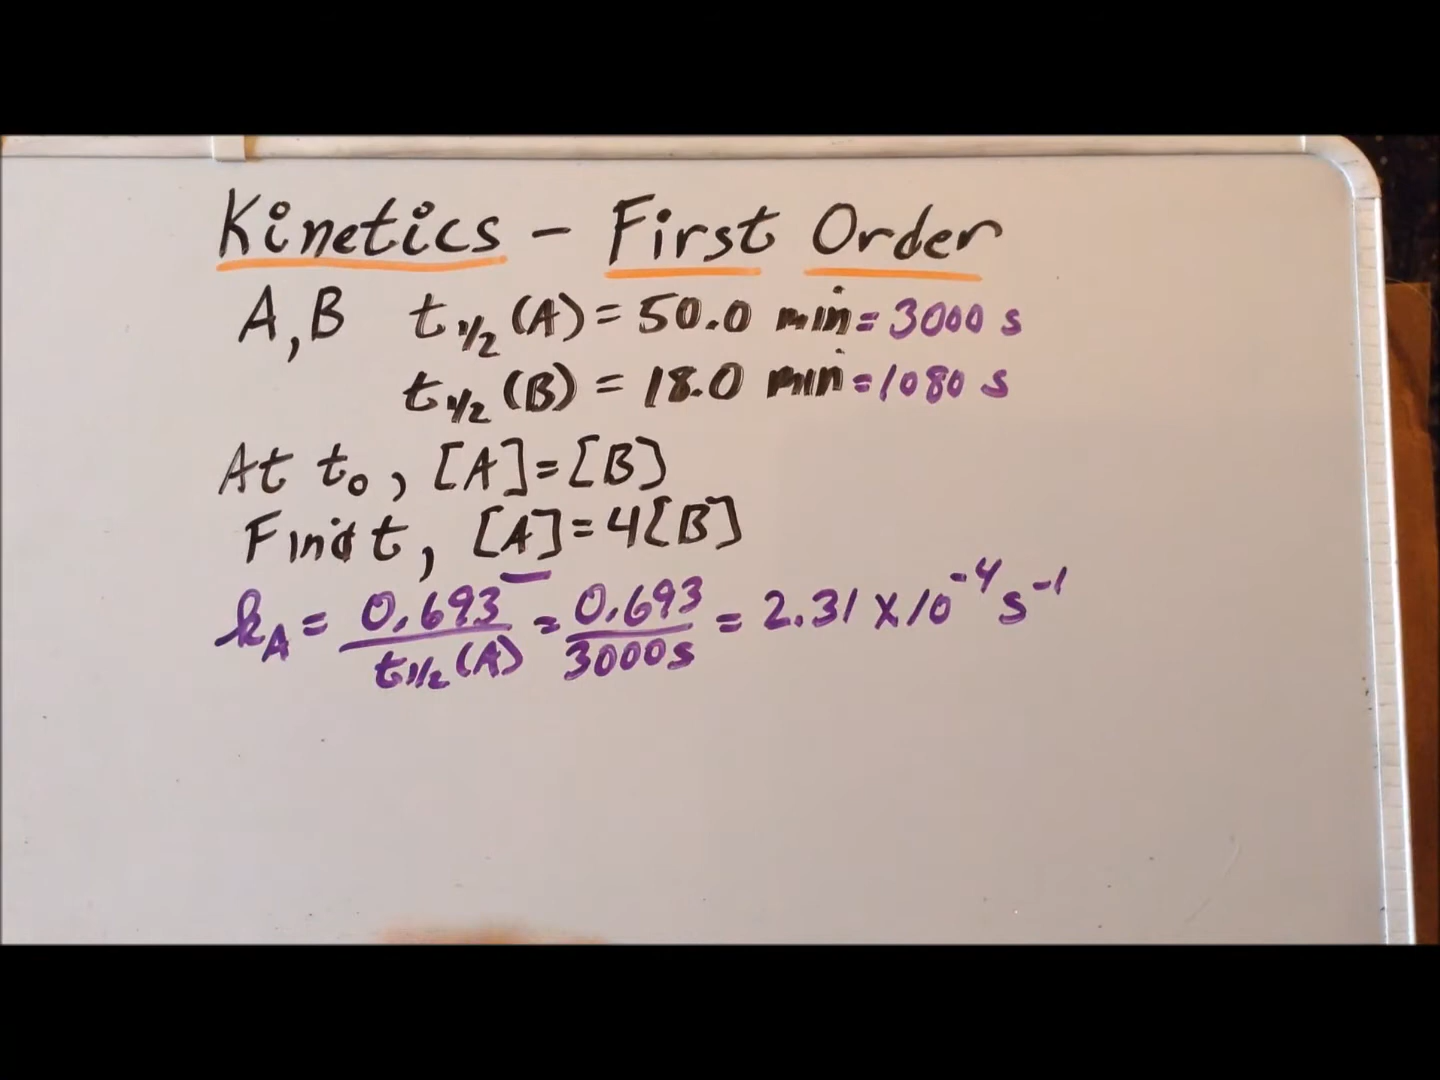 Kinetics - First Order
A, B t1/2 (A) = 50.0 min = 3000 s
t1/2 (B) = 18.0 min = 1080 s
At t0, [A]=[B]
Find t, [A]=4[B]
kA = 0.693/t1/2(A) = 0.693/3000s = 2.31 x 10^-4 s^-1